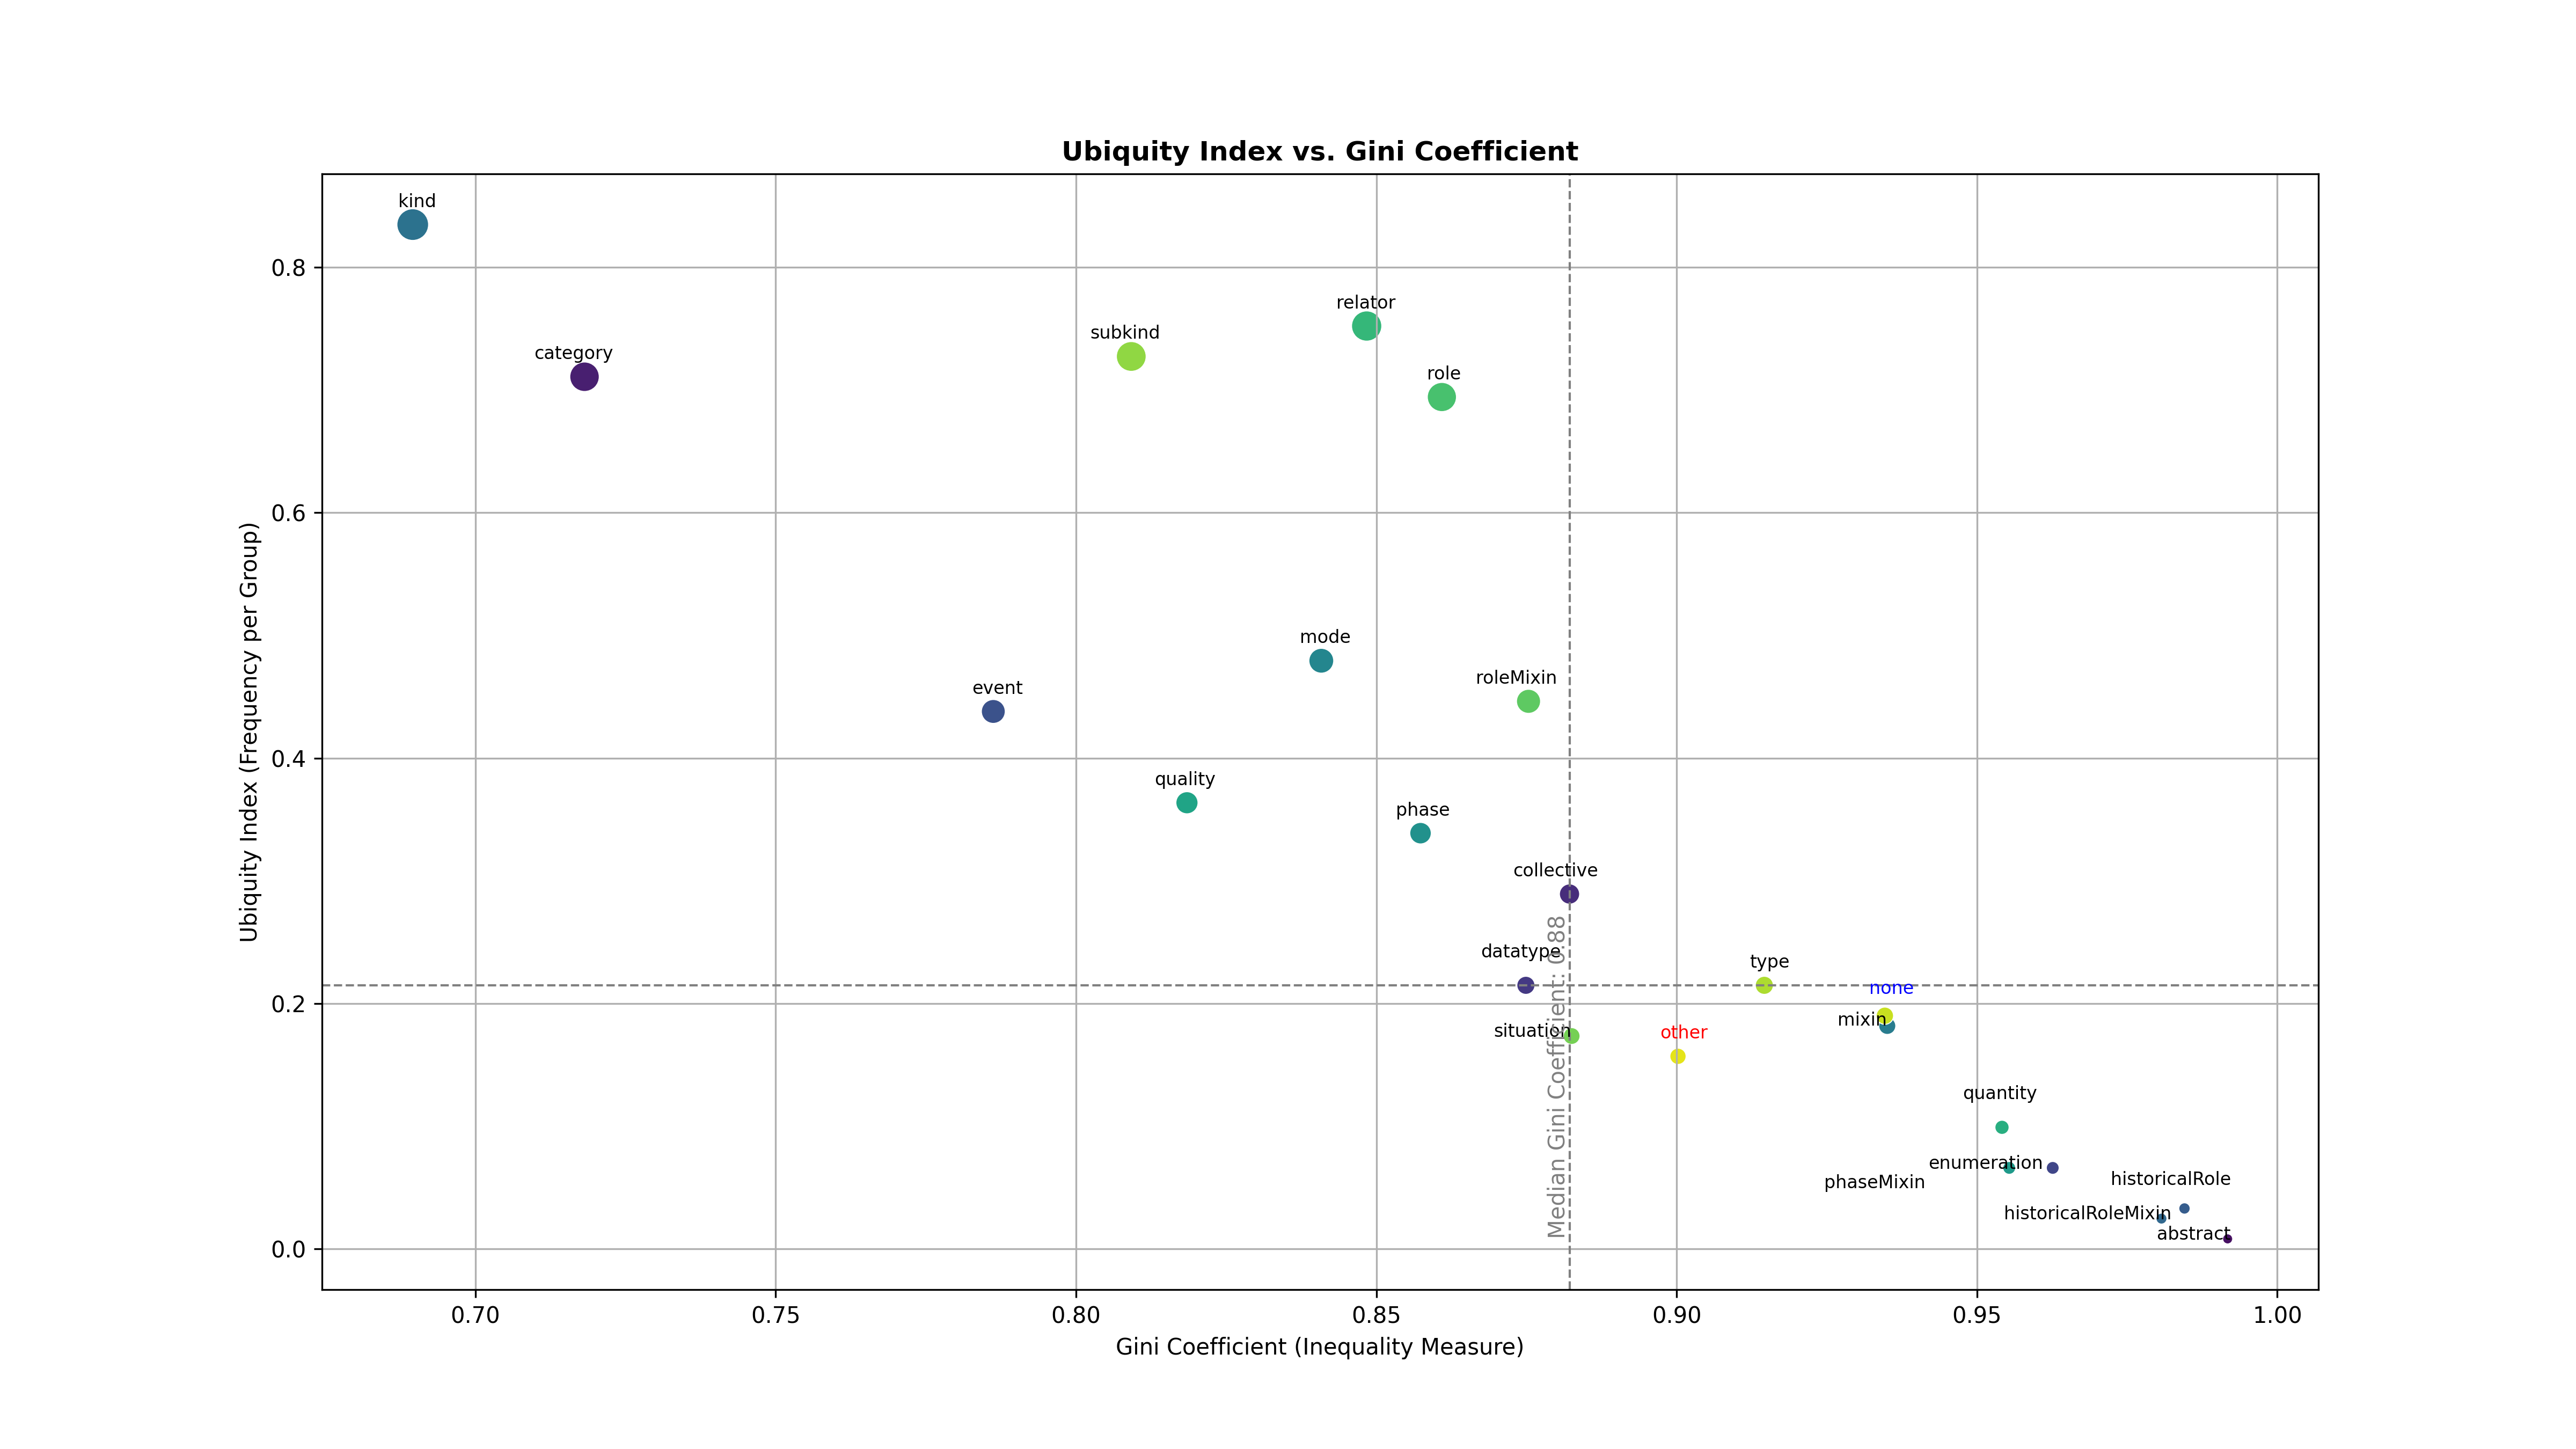 Ubiquity Index vs. Gini Coefficient
kind
relator
subkind
category
role
mode
roleMixin
event
quality
phase
collective
datatype
type
none
mixin
situation
other
quantity
enumeration
phaseMixin
historicalRole
historicalRoleMixin
abstract
Median Gini Coefficient: 0.88
0.8
0.6
0.4
0.2
0.0
Ubiquity Index (Frequency per Group)
0.70
0.75
0.80
0.85
0.90
0.95
1.00
Gini Coefficient (Inequality Measure)